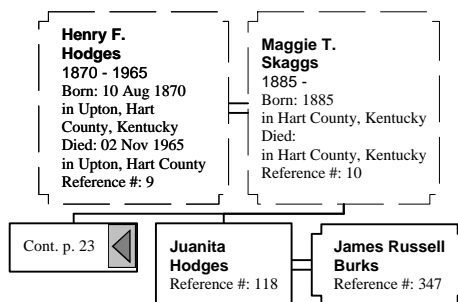 Henry F.
Hodges
1870 - 1965
Born: 10 Aug 1870
in Upton, Hart
County, Kentucky
Died: 02 Nov 1965
in Upton, Hart County
Reference #: 9
Maggie T.
Skaggs
1885 -
Born: 1885
in Hart County, Kentucky
Died:
in Hart County, Kentucky
Reference #: 10
Cont. p. 23
Juanita
Hodges
Reference #: 118
James Russell
Burks
Reference #: 347